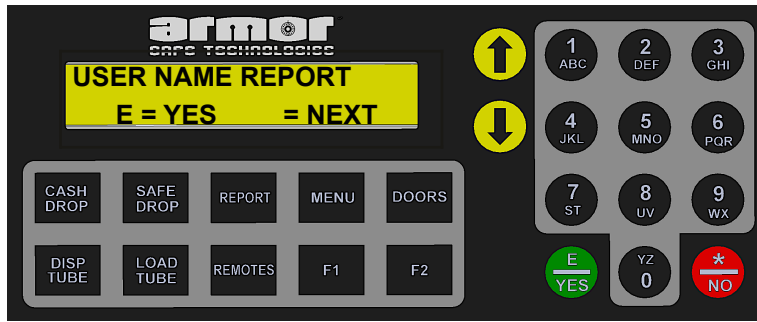 armor
SAFE TECHNOLOGIES
USER NAME REPORT
E = YES = NEXT
CASH DROP
SAFE DROP
REPORT
MENU
DOORS
DISP TUBE
LOAD TUBE
REMOTES
F1
F2
1
ABC
2
DEF
3
GHI
4
JKL
5
MNO
6
PQR
7
ST
8
UV
9
WX
E
YES
YZ
0
*
NO